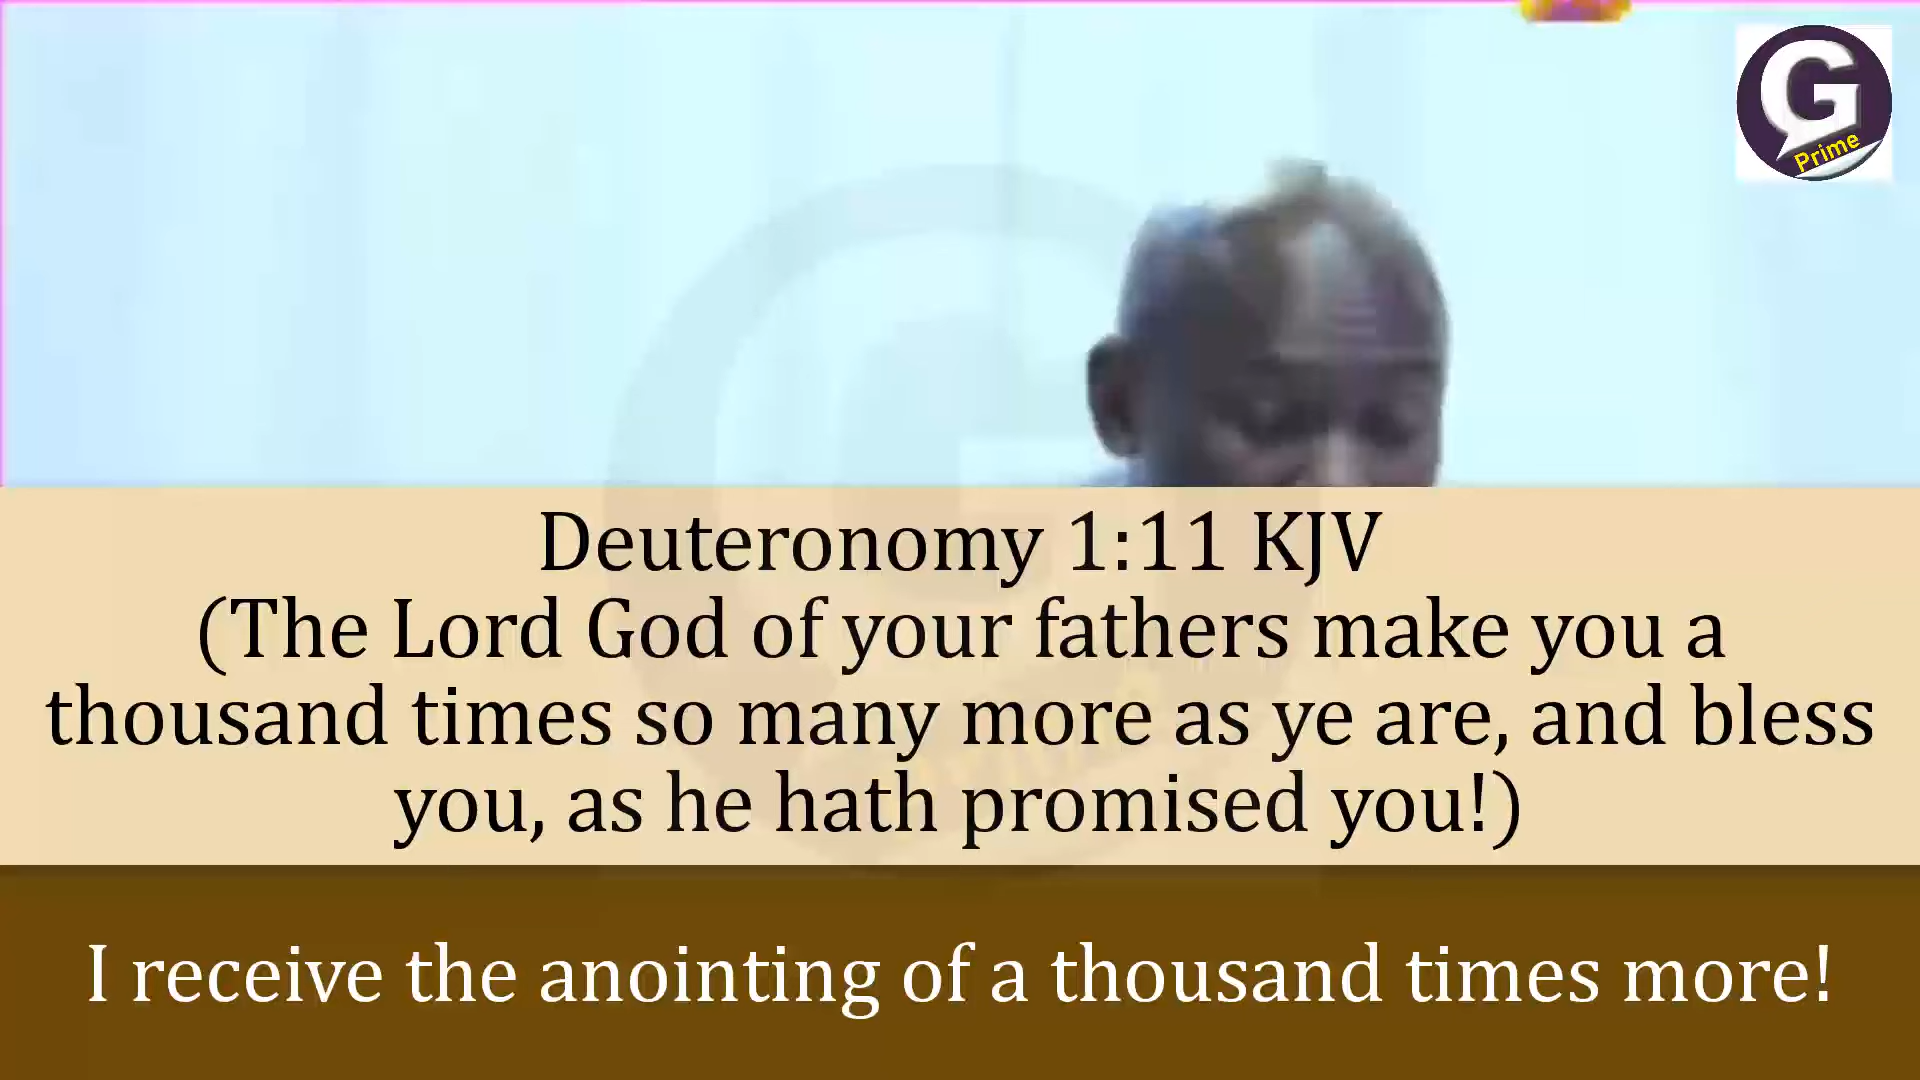 G
Prime
Deuteronomy 1:11 KJV
(The Lord God of your fathers make you a
thousand times so many more as ye are, and bless
you, as he hath promised you!)
I receive the anointing of a thousand times more!